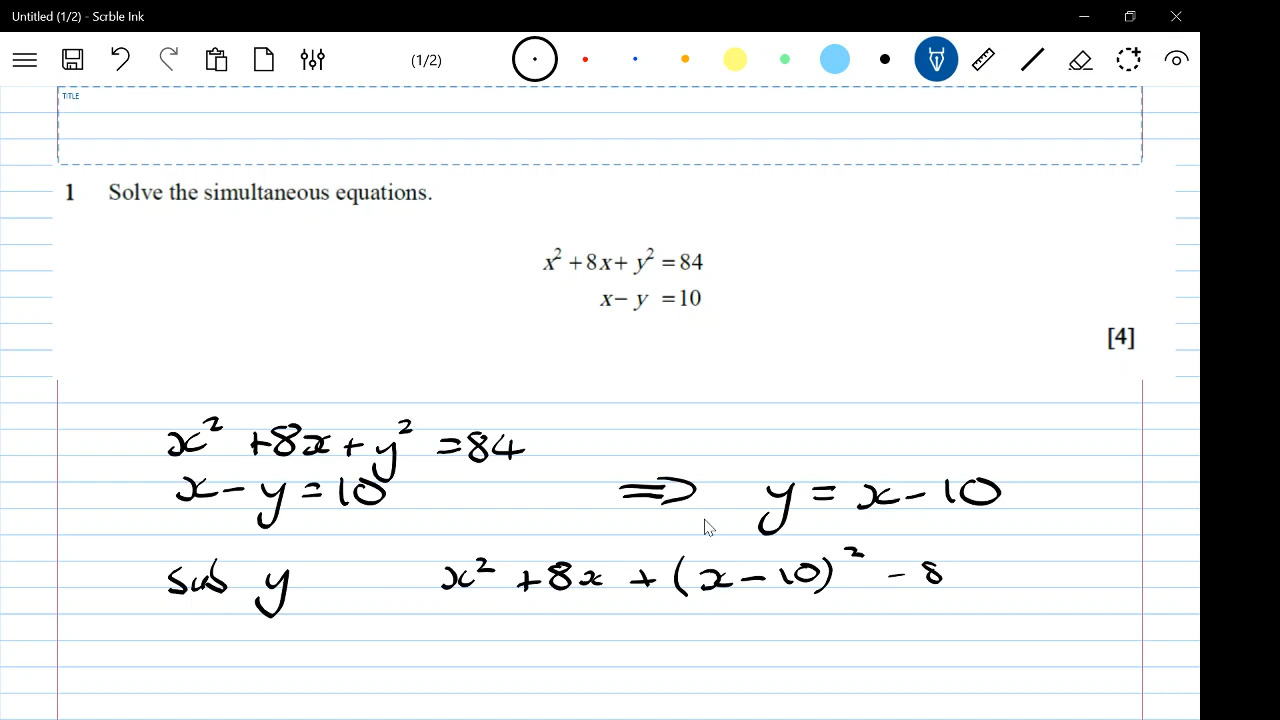 Untitled (1/2) - Scrble Ink
(1/2)
TITLE
1 Solve the simultaneous equations.
x² + 8x + y² = 84
x − y = 10
[4]
x² + 8x + y² = 84
x − y = 10 ⇒ y = x − 10
sub y x² + 8x + (x − 10)² − 8